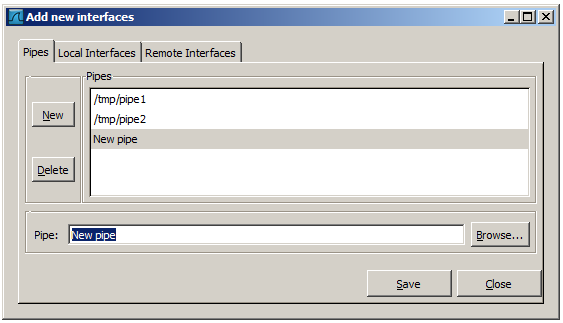 Add new interfaces
Pipes Local Interfaces Remote Interfaces
Pipes
/tmp/pipe1
/tmp/pipe2
New pipe
New
Delete
Pipe: New pipe Browse...
Save Close